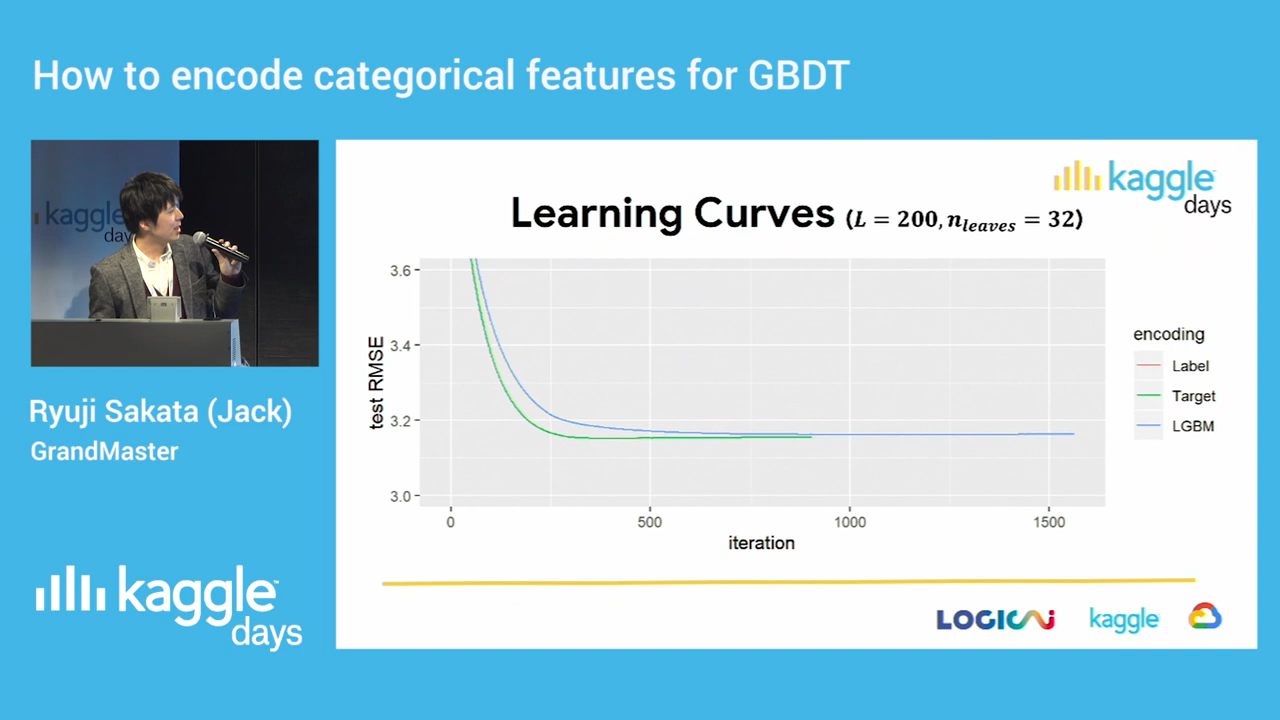 How to encode categorical features for GBDT
kaggle
days
Ryuji Sakata (Jack)
GrandMaster
kaggle
days
kaggle
days
Learning Curves (L = 200, n_leaves = 32)
3.6
3.4
3.2
3.0
test RMSE
0
500
1000
1500
iteration
encoding
Label
Target
LGBM
LOGICAI
kaggle